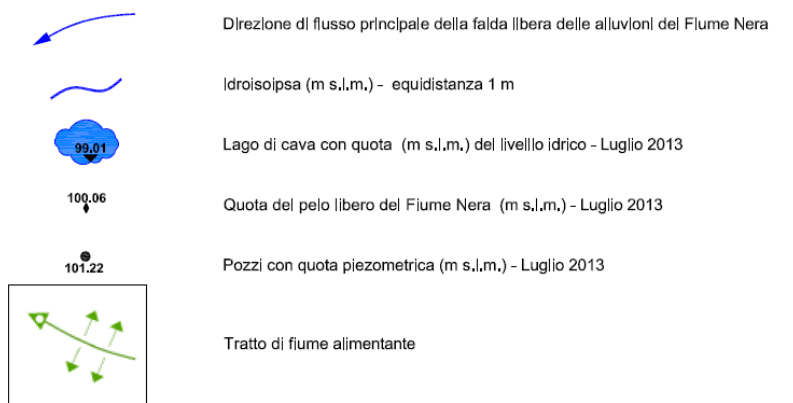 Direzione di flusso principale della falda libera delle alluvioni del Fiume Nera
Idroisoipsa (m s.l.m.) - equidistanza 1 m
99.01
Lago di cava con quota (m s.l.m.) del livelllo idrico - Luglio 2013
100.06
Quota del pelo libero del Fiume Nera (m s.l.m.) - Luglio 2013
101.22
Pozzi con quota piezometrica (m s.l.m.) - Luglio 2013
Tratto di fiume alimentante